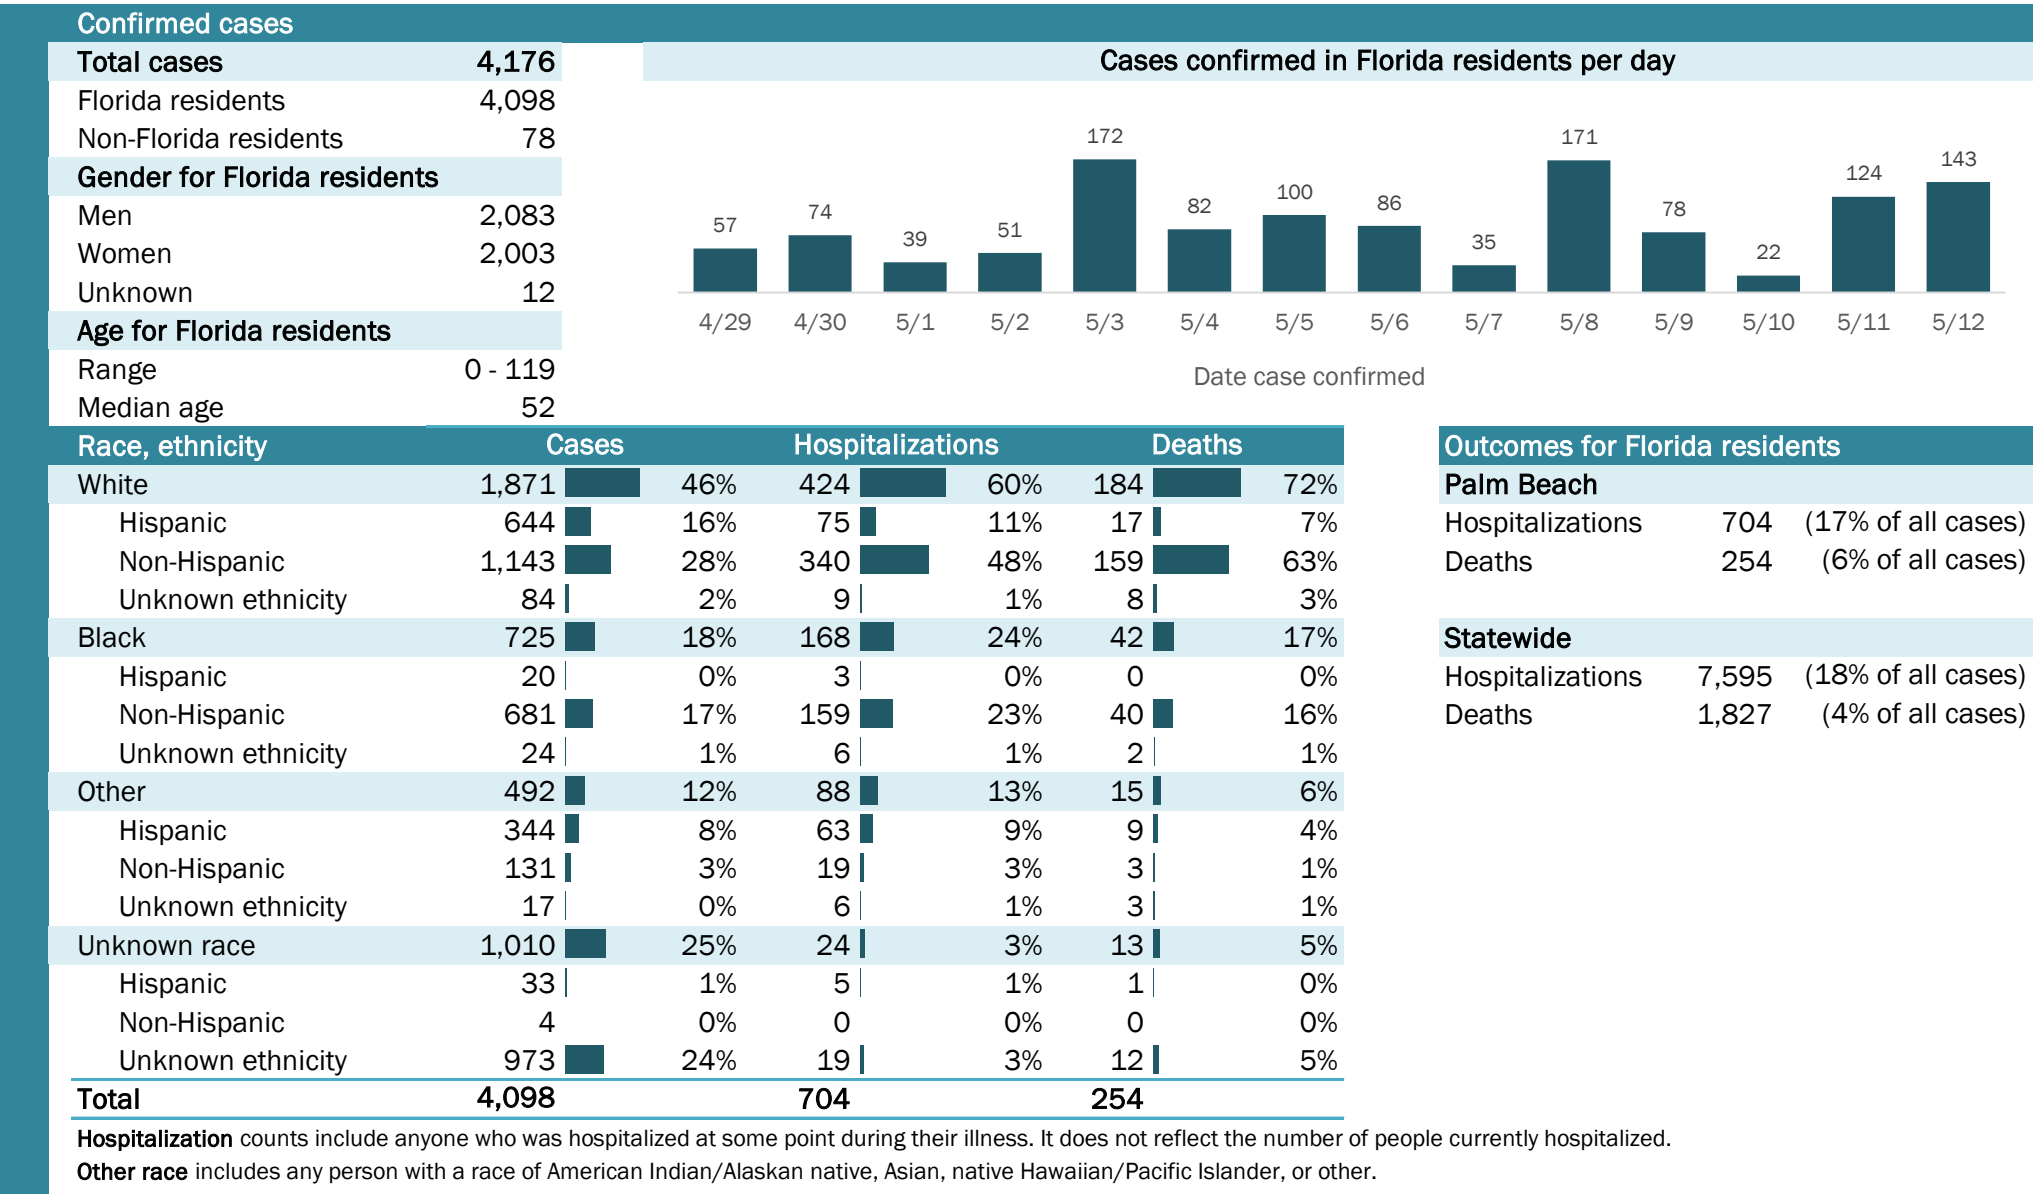 Confirmed cases
Total cases 4,176
Florida residents 4,098
Non-Florida residents 78
Gender for Florida residents
Men 2,083
Women 2,003
Unknown 12
Age for Florida residents
Range 0 - 119
Median age 52
Cases confirmed in Florida residents per day
57 74 39 51 172 82 100 86 35 171 78 22 124 143
4/29 4/30 5/1 5/2 5/3 5/4 5/5 5/6 5/7 5/8 5/9 5/10 5/11 5/12
Date case confirmed
Race, ethnicity Cases Hospitalizations Deaths
White 1,871 46% 424 60% 184 72%
Hispanic 644 16% 75 11% 17 7%
Non-Hispanic 1,143 28% 340 48% 159 63%
Unknown ethnicity 84 2% 9 1% 8 3%
Black 725 18% 168 24% 42 17%
Hispanic 20 0% 3 0% 0 0%
Non-Hispanic 681 17% 159 23% 40 16%
Unknown ethnicity 24 1% 6 1% 2 1%
Other 492 12% 88 13% 15 6%
Hispanic 344 8% 63 9% 9 4%
Non-Hispanic 131 3% 19 3% 3 1%
Unknown ethnicity 17 0% 6 1% 3 1%
Unknown race 1,010 25% 24 3% 13 5%
Hispanic 33 1% 5 1% 1 0%
Non-Hispanic 4 0% 0 0% 0 0%
Unknown ethnicity 973 24% 19 3% 12 5%
Total 4,098 704 254
Outcomes for Florida residents
Palm Beach
Hospitalizations 704 (17% of all cases)
Deaths 254 (6% of all cases)
Statewide
Hospitalizations 7,595 (18% of all cases)
Deaths 1,827 (4% of all cases)
Hospitalization counts include anyone who was hospitalized at some point during their illness. It does not reflect the number of people currently hospitalized.
Other race includes any person with a race of American Indian/Alaskan native, Asian, native Hawaiian/Pacific Islander, or other.